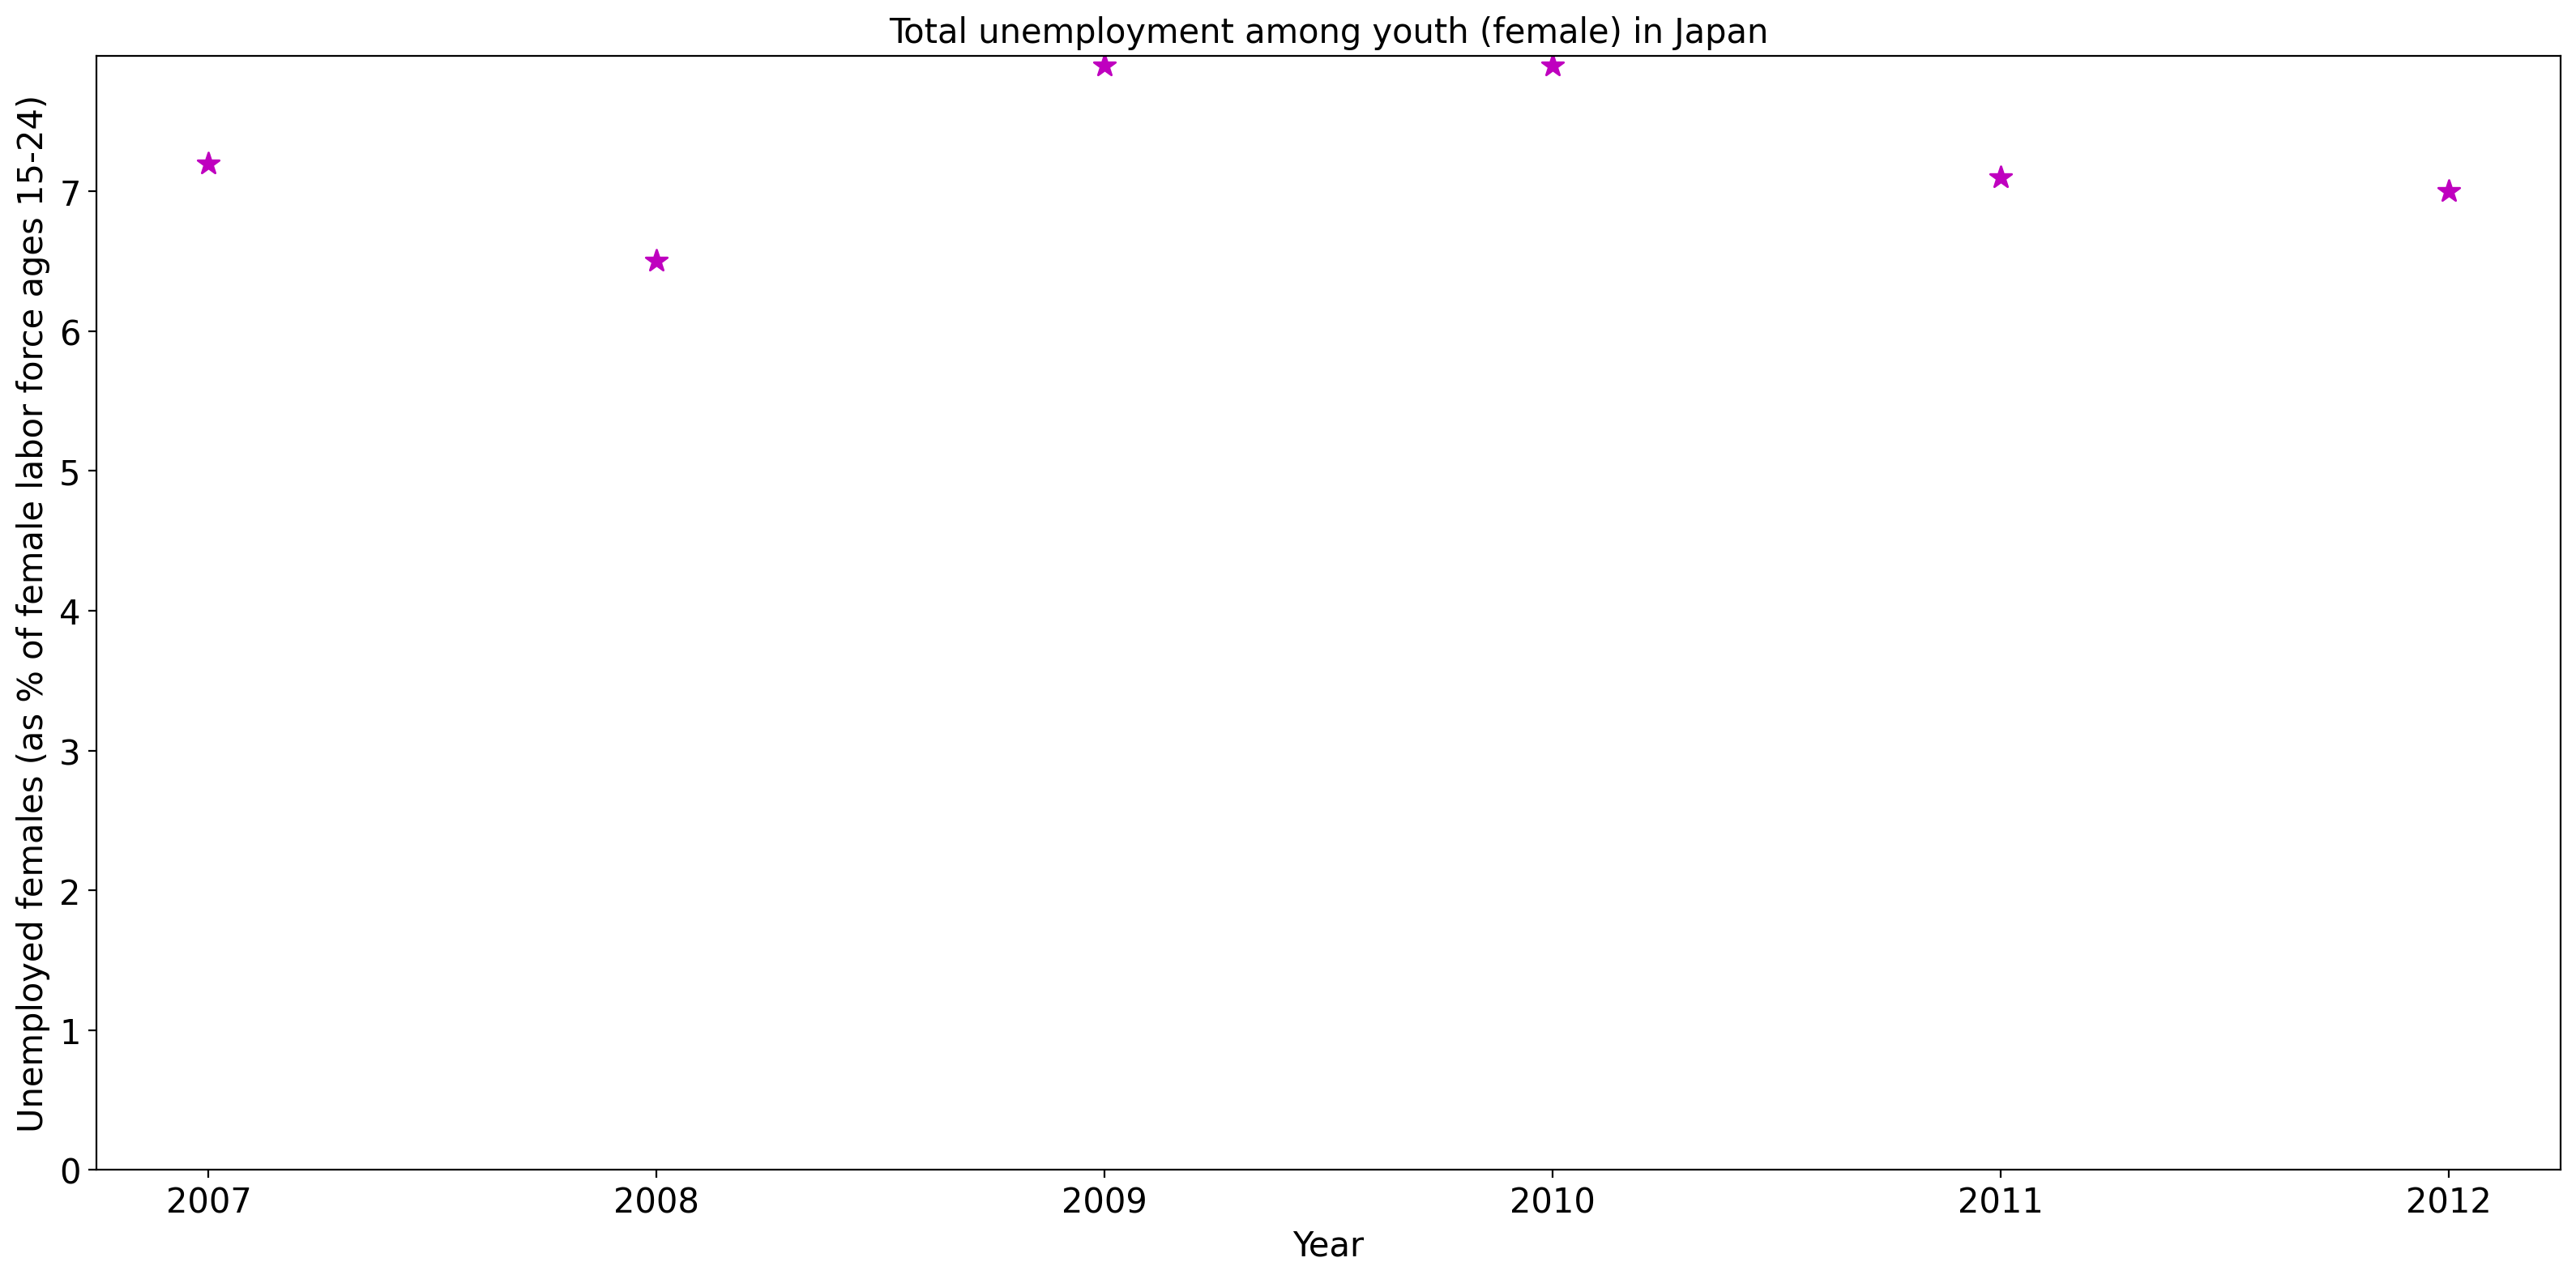 Total unemployment among youth (female) in Japan
Unemployed females (as % of female labor force ages 15-24)
7
6
5
4
3
2
1
0
2007 2008 2009 2010 2011 2012
Year